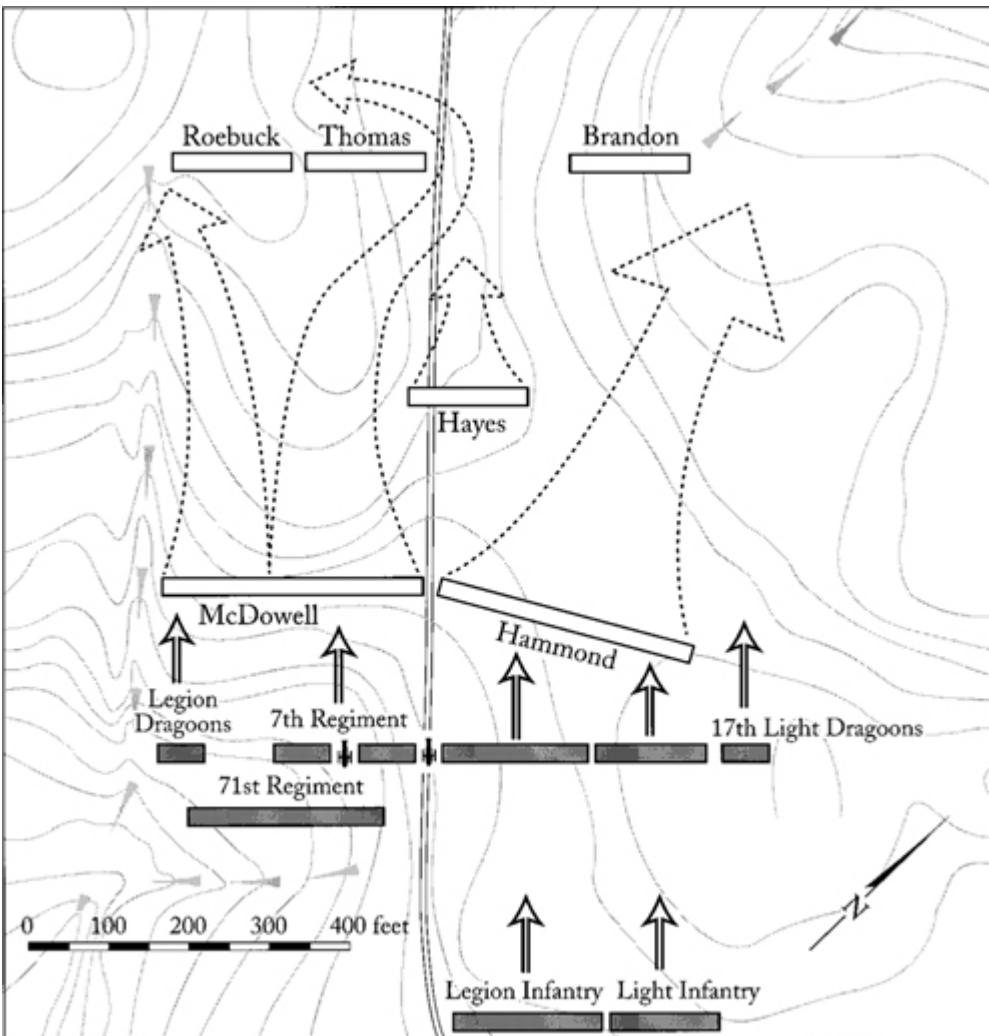 Roebuck
Thomas
Brandon
Hayes
McDowell
Hammond
Legion
Dragoons
7th Regiment
17th Light Dragoons
71st Regiment
N
0 100 200 300 400 feet
Legion Infantry
Light Infantry